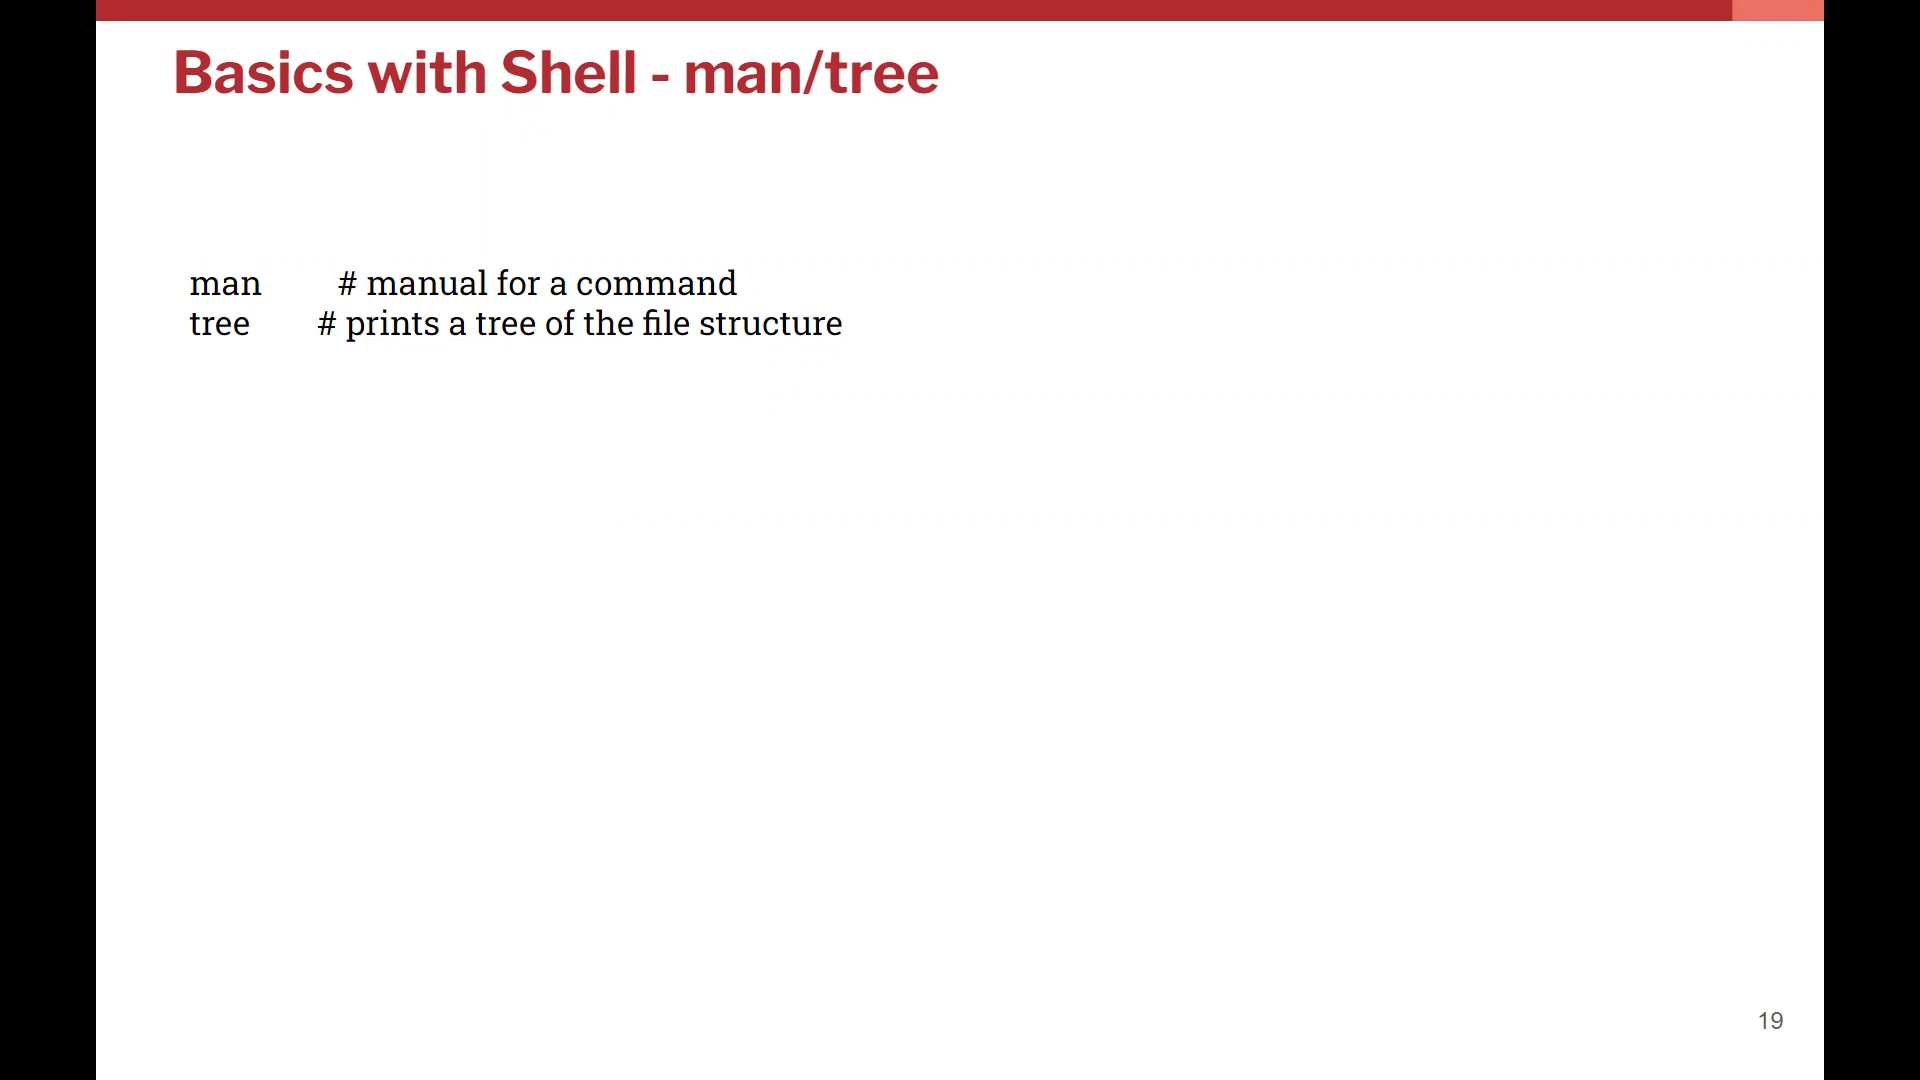 Basics with Shell - man/tree
man # manual for a command
tree # prints a tree of the file structure
19